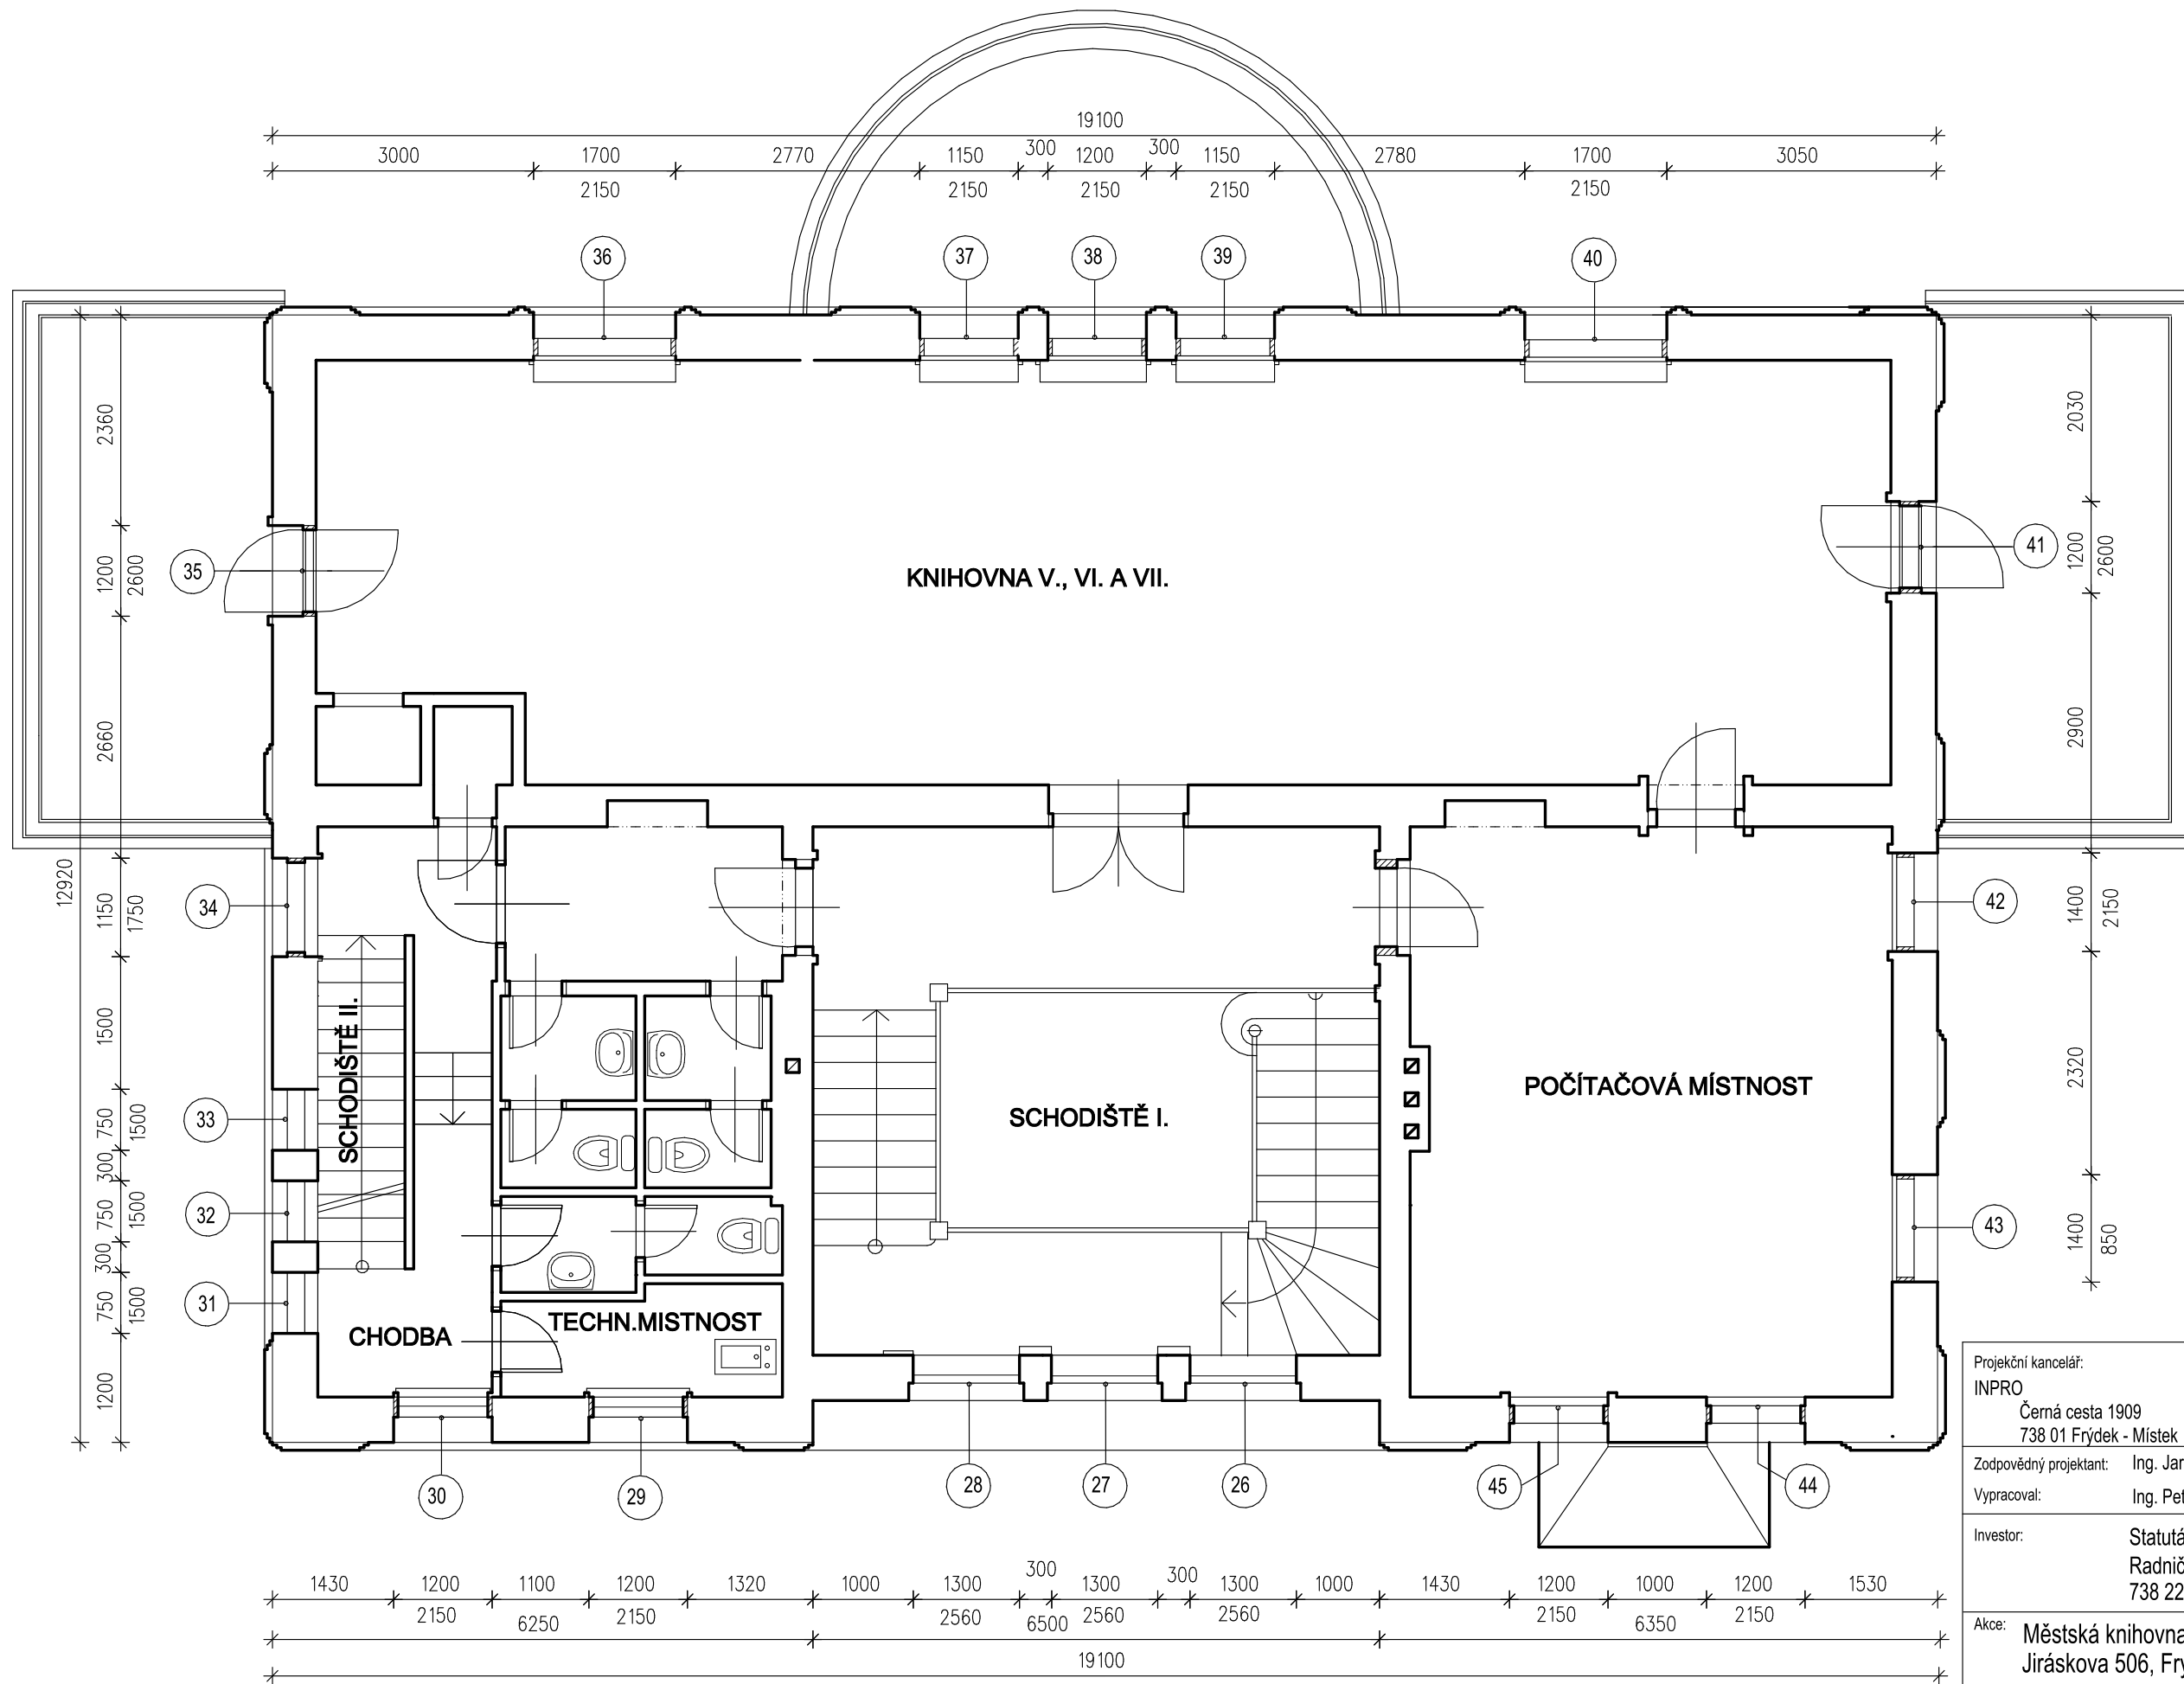 19100
3000 1700 2770 1150 300 1200 300 1150 2780 1700 3050
2150 2150 2150 2150 2150
36 37 38 39 40
2360
2030
35
1200
2600
KNIHOVNA V., VI. A VII.
41
1200
2600
2660
2900
12920
34
1150
1750
42
1400
2150
1500
SCHODIŠTĚ II.
2320
POČÍTAČOVÁ MÍSTNOST
SCHODIŠTĚ I.
33
750
1500
300
32
750
1500
43
1400
850
300
31
750
1500
TECHN.MISTNOST
CHODBA
1200
30 29 28 27 26 45 44
1430 1200 1100 1200 1320 1000 1300 300 1300 300 1300 1000 1430 1200 1000 1200 1530
2150 2150 2560 2560 2560 2150 2150
6250 6500 6350
19100
Projekční kancelář:
INPRO
Černá cesta 1909
738 01 Frýdek - Místek
Zodpovědný projektant: Ing.
Vypracoval: Ing.
Investor:
738 22
Akce: Městská knihovna
Jiráskova 506,